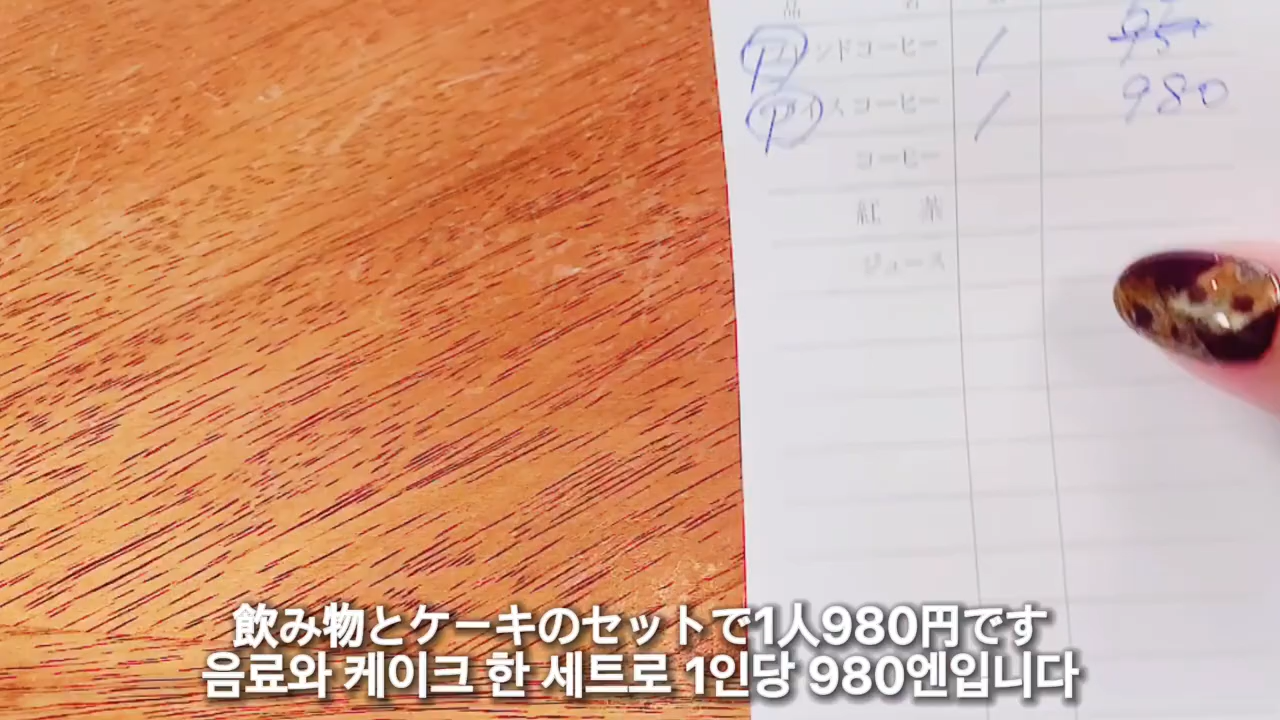 品 名
ブレンドコーヒー /
アイスコーヒー / 980
コーヒー
紅 茶
ジュース
飲み物とケーキのセットで1人980円です
음료와 케이크 한 세트로 1인당 980엔입니다